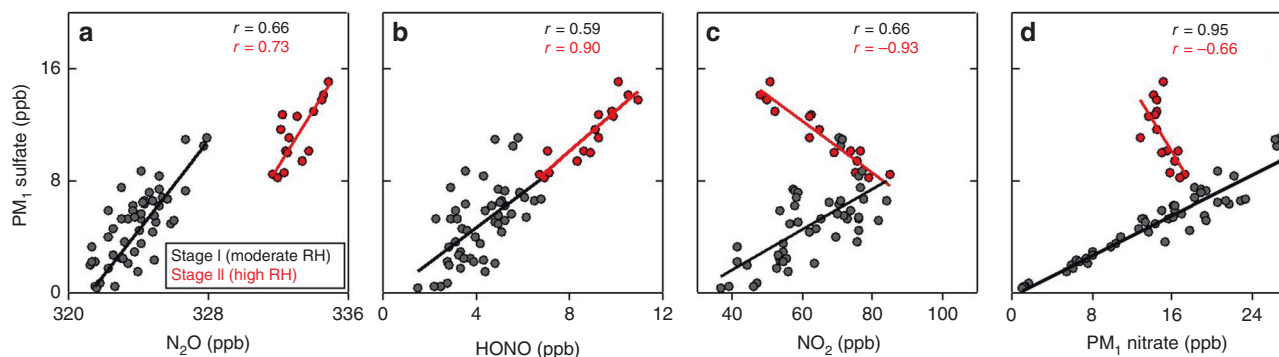 a
r = 0.66
r = 0.73
b
r = 0.59
r = 0.90
c
r = 0.66
r = −0.93
d
r = 0.95
r = −0.66
PM₁ sulfate (ppb)
16
8
0
Stage I (moderate RH)
Stage II (high RH)
320 328 336
0 4 8 12
40 60 80 100
0 8 16 24
N₂O (ppb)
HONO (ppb)
NO₂ (ppb)
PM₁ nitrate (ppb)